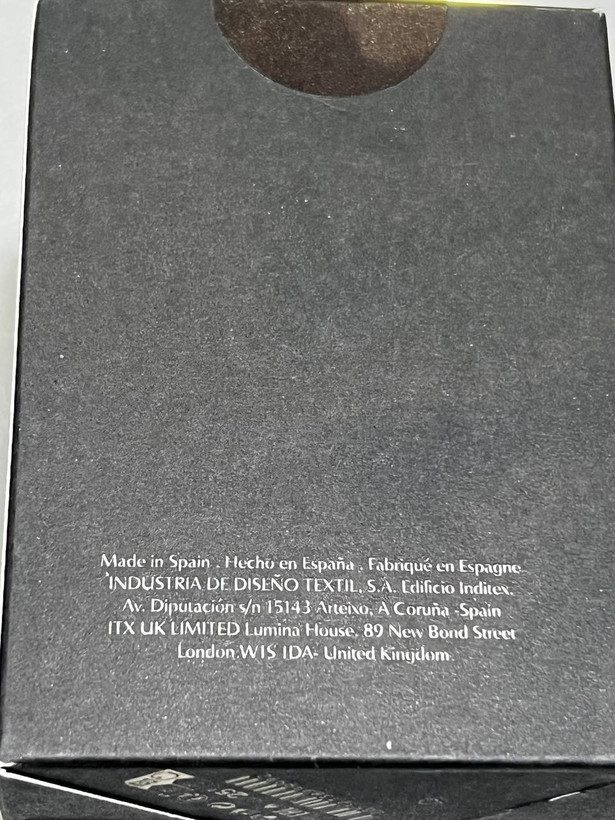 Made in Spain . Hecho en España . Fabriqué en Espagne
INDUSTRIA DE DISEÑO TEXTIL, S.A. Edificio Inditex.
Av. Diputación s/n 15143 Arteixo, A Coruña -Spain
ITX UK LIMITED Lumina House, 89 New Bond Street
London W1S 1DA- United Kingdom